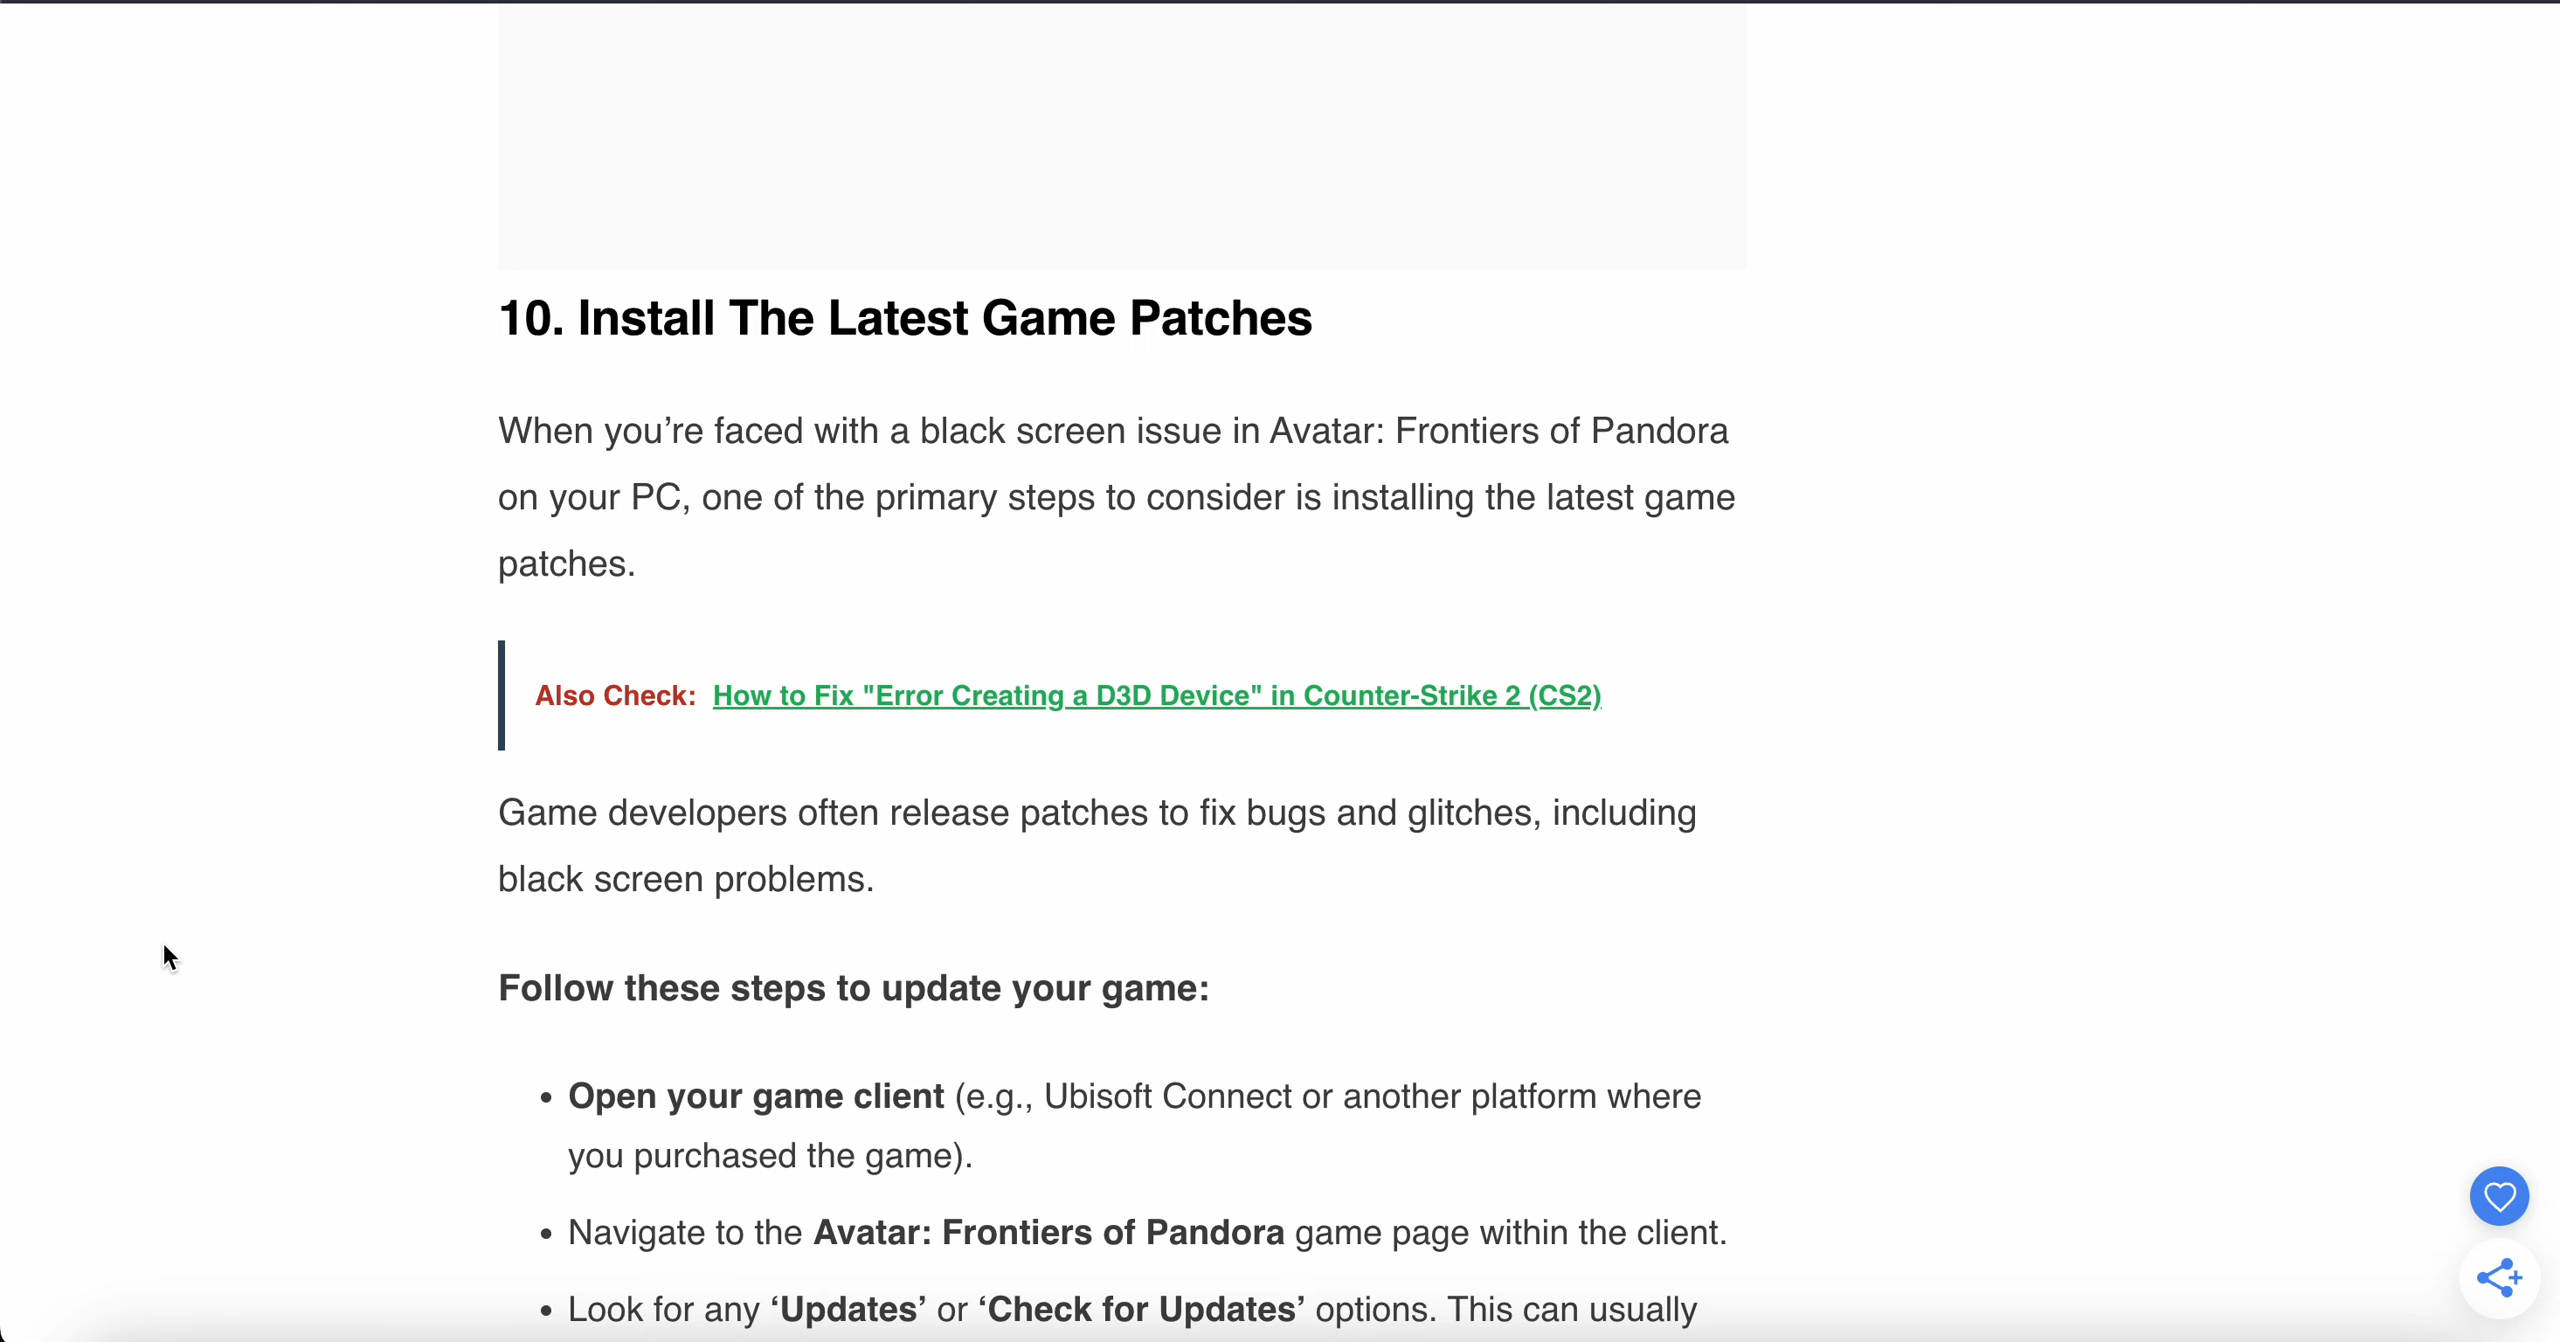 10. Install The Latest Game Patches
When you’re faced with a black screen issue in Avatar: Frontiers of Pandora
on your PC, one of the primary steps to consider is installing the latest game
patches.
Also Check: How to Fix "Error Creating a D3D Device" in Counter-Strike 2 (CS2)
Game developers often release patches to fix bugs and glitches, including
black screen problems.
Follow these steps to update your game:
• Open your game client (e.g., Ubisoft Connect or another platform where
you purchased the game).
• Navigate to the Avatar: Frontiers of Pandora game page within the client.
• Look for any ‘Updates’ or ‘Check for Updates’ options. This can usually